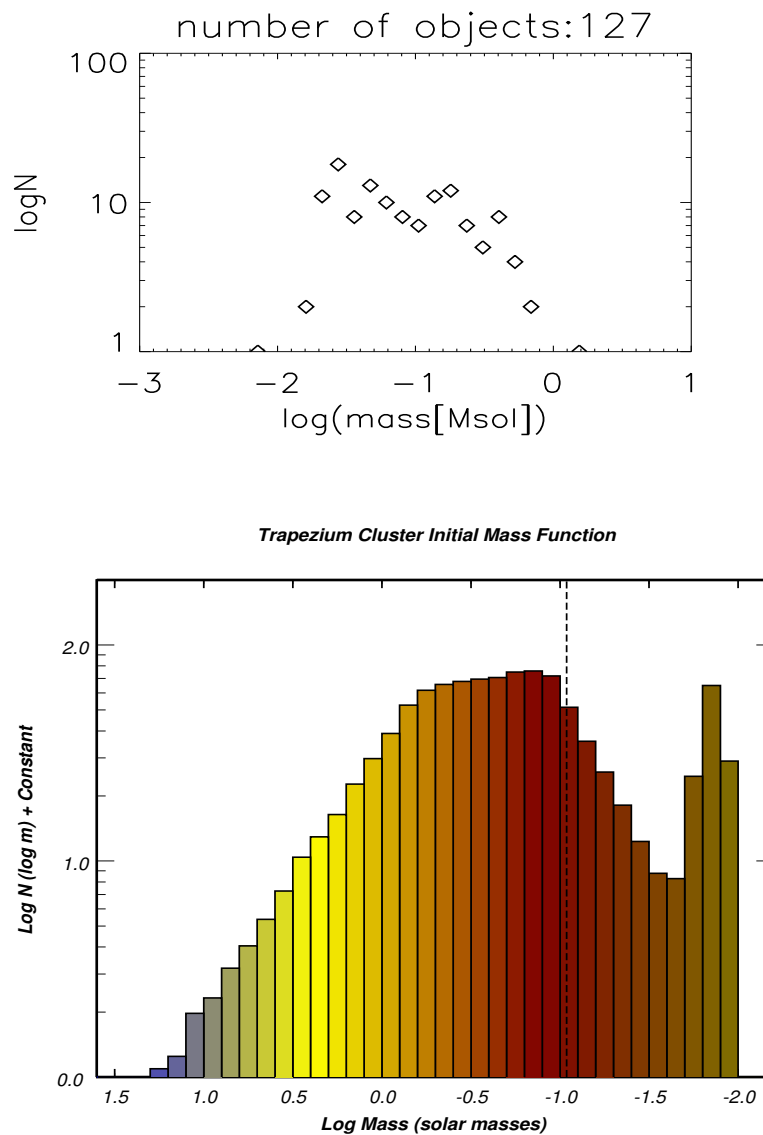 number of objects:127
100
10
1
logN
-3 -2 -1 0 1
log(mass[Msol])
Trapezium Cluster Initial Mass Function
2.0
1.0
0.0
Log N (log m) + Constant
1.5 1.0 0.5 0.0 -0.5 -1.0 -1.5 -2.0
Log Mass (solar masses)